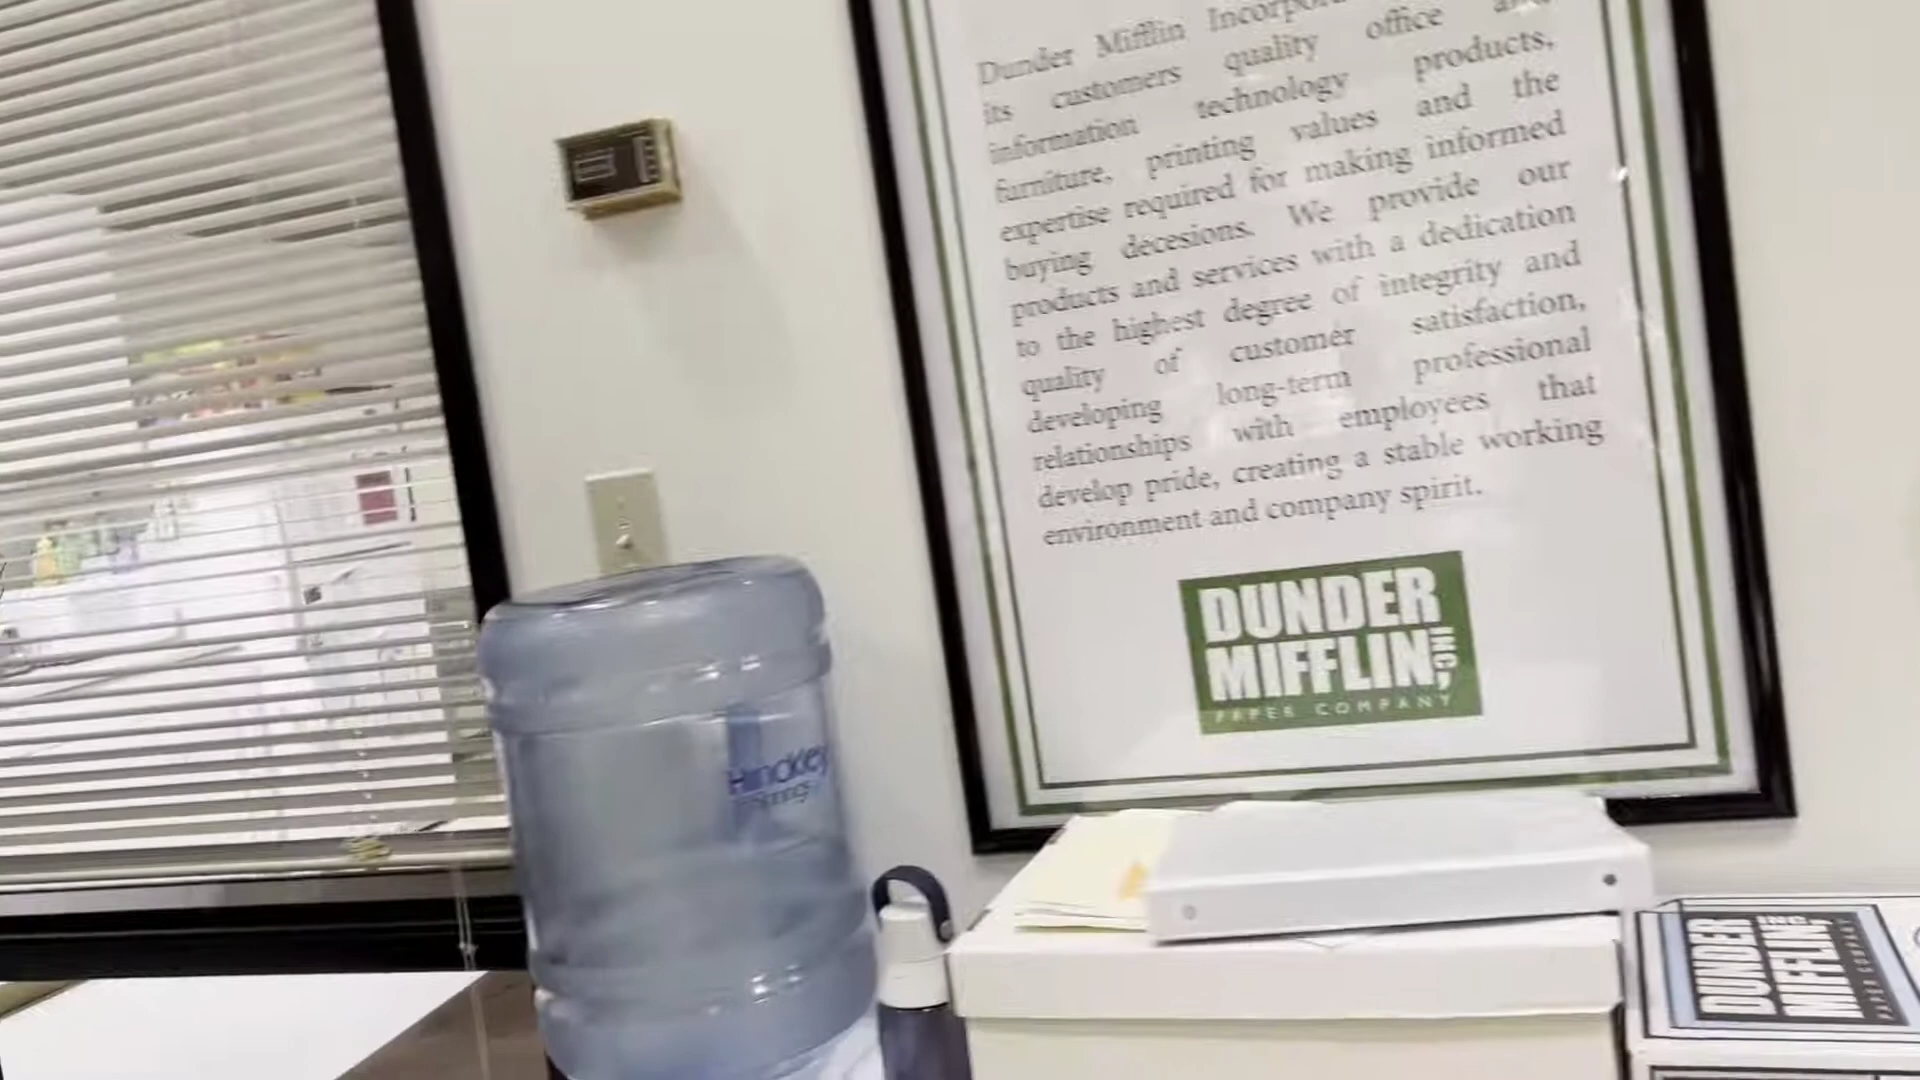 Dunder Mifflin
its customers quality office
information technology products,
furniture, printing values and the
expertise required for making informed
buying decesions. We provide our
products and services with a dedication
to the highest degree of integrity and
quality of customer satisfaction,
developing long-term professional
relationships with employees that
develop pride, creating a stable working
environment and company spirit.
DUNDER
MIFFLIN, INC
PAPER COMPANY
Hinckley
Springs
DUNDER
MIFFLIN, INC
PAPER COMPANY